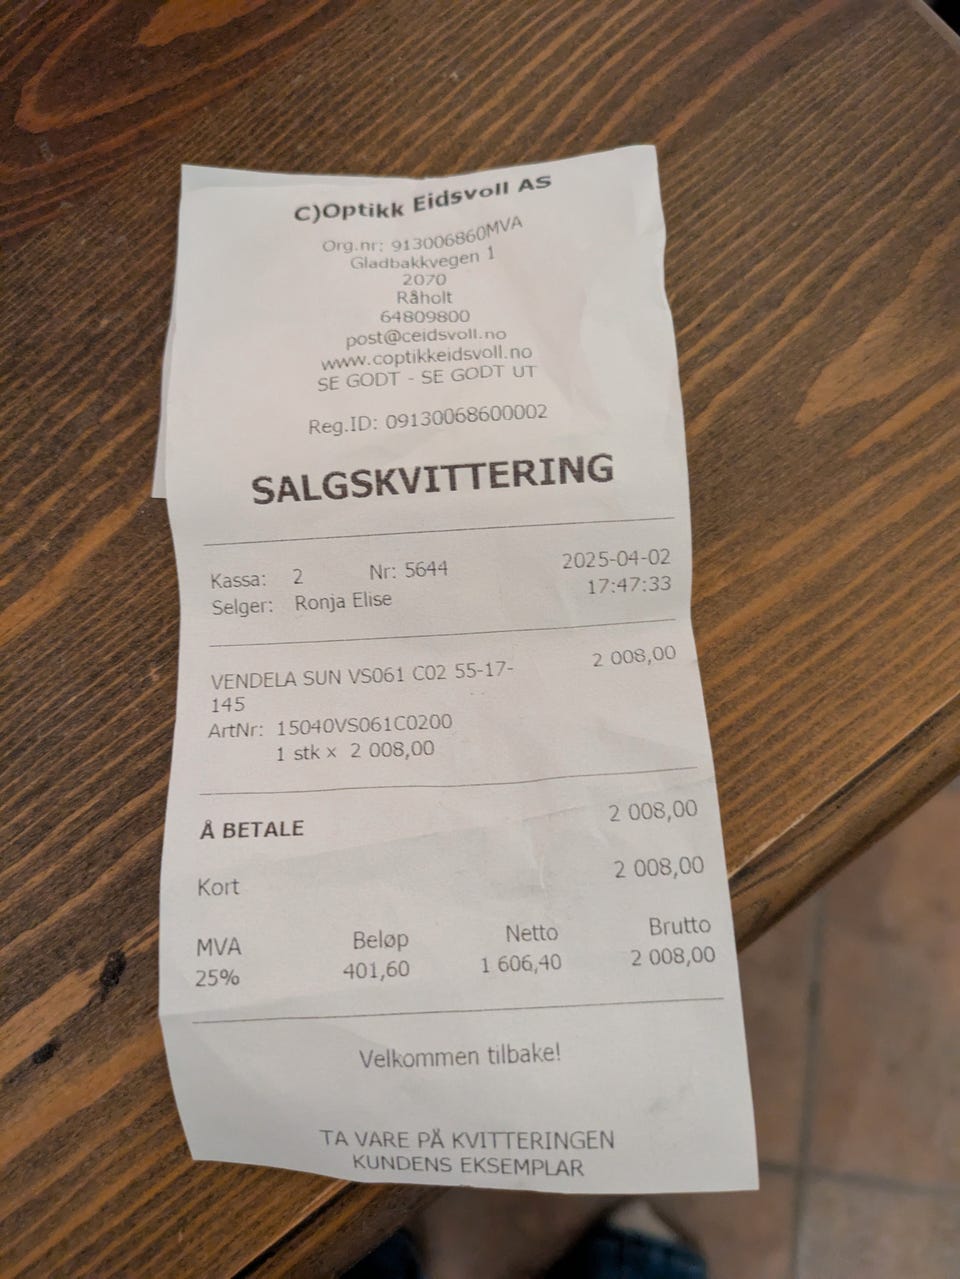 C)Optikk Eidsvoll AS
Org.nr: 913006860MVA
Gladbakkvegen 1
2070
Råholt
64809800
post@ceidsvoll.no
www.coptikkeidsvoll.no
SE GODT - SE GODT UT
Reg.ID: 09130068600002
SALGSKVITTERING
Kassa: 2 Nr: 5644 2025-04-02
Selger: Ronja Elise 17:47:33
VENDELA SUN VS061 C02 55-17- 2 008,00
145
ArtNr: 15040VS061C0200
1 stk x 2 008,00
Å BETALE 2 008,00
Kort 2 008,00
MVA Beløp Netto Brutto
25% 401,60 1 606,40 2 008,00
Velkommen tilbake!
TA VARE PÅ KVITTERINGEN
KUNDENS EKSEMPLAR